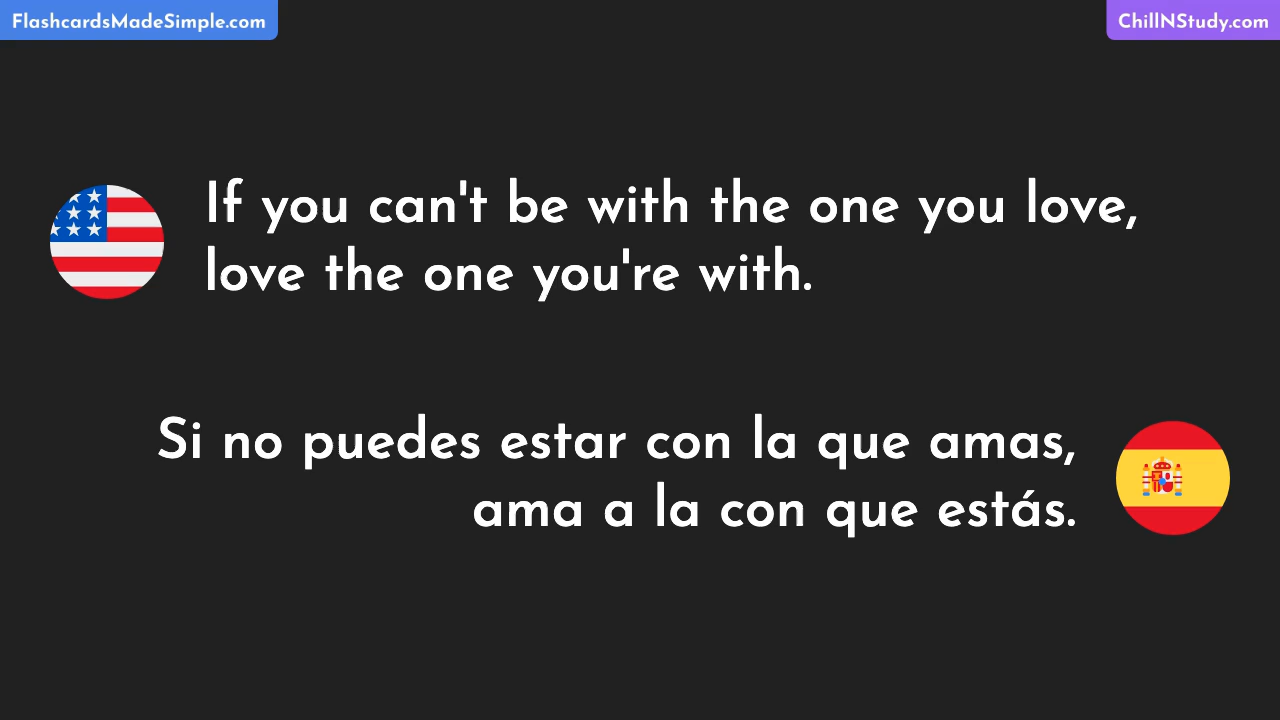 FlashcardsMadeSimple.com
ChillNStudy.com
If you can't be with the one you love,
love the one you're with.
Si no puedes estar con la que amas,
ama a la con que estás.